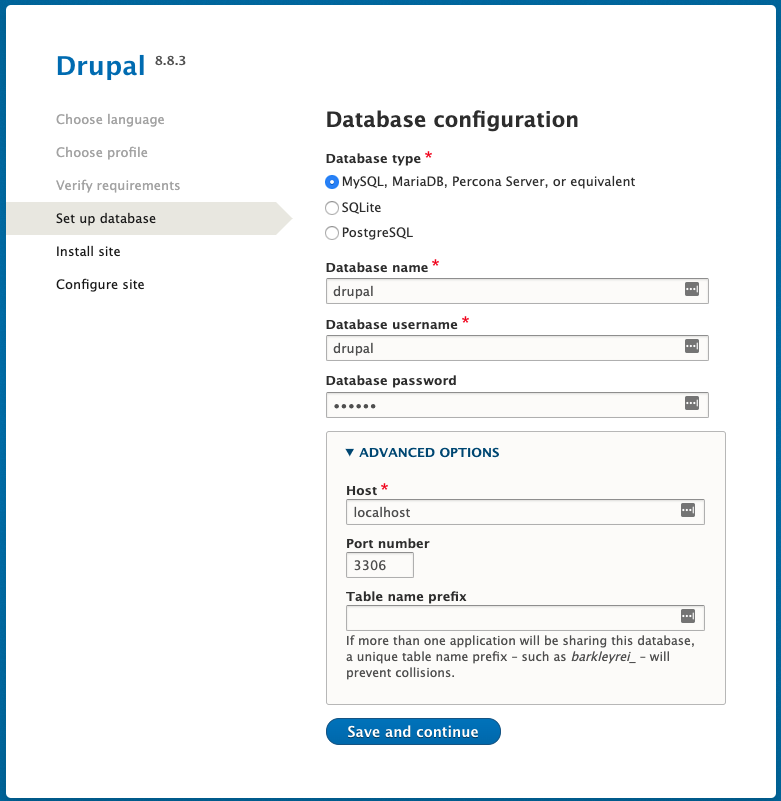 Drupal 8.8.3
Choose language
Choose profile
Verify requirements
Set up database
Install site
Configure site
Database configuration
Database type *
MySQL, MariaDB, Percona Server, or equivalent
SQLite
PostgreSQL
Database name *
drupal
Database username *
drupal
Database password
••••••
▼ ADVANCED OPTIONS
Host *
localhost
Port number
3306
Table name prefix
If more than one application will be sharing this database,
a unique table name prefix – such as barkleyrei_ – will
prevent collisions.
Save and continue